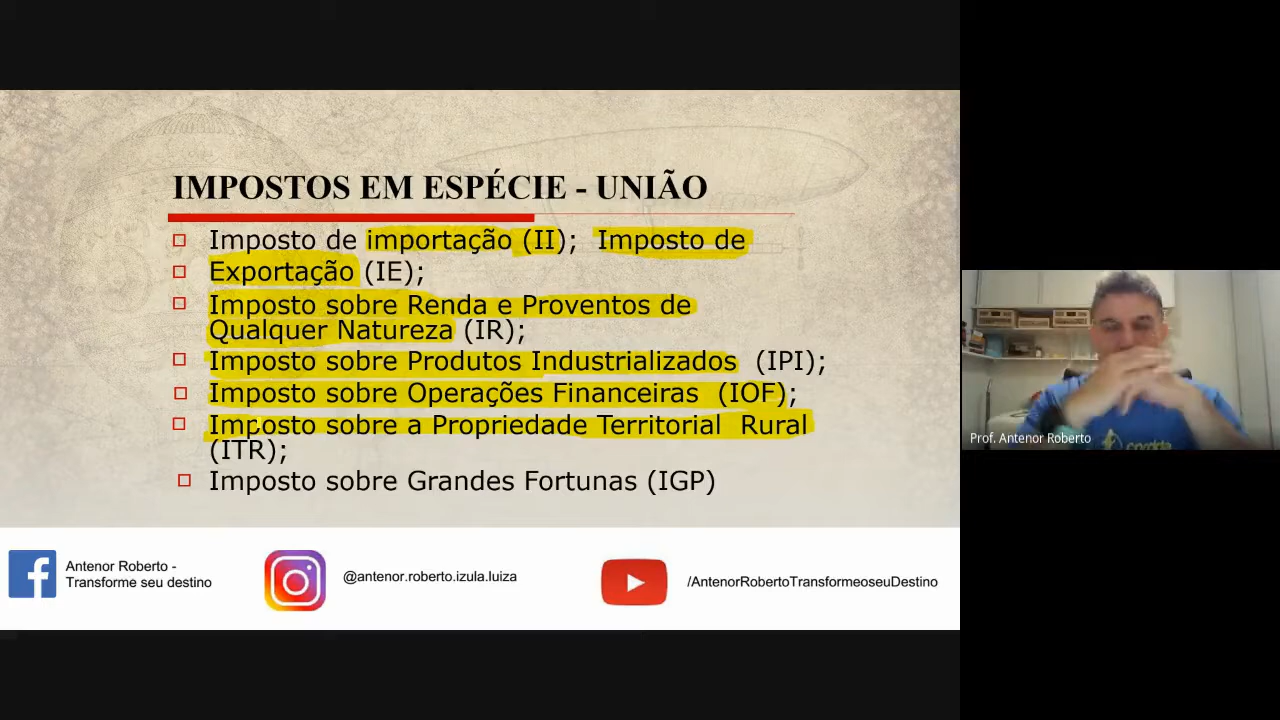 IMPOSTOS EM ESPÉCIE - UNIÃO
Imposto de importação (II); Imposto de
Exportação (IE);
Imposto sobre Renda e Proventos de
Qualquer Natureza (IR);
Imposto sobre Produtos Industrializados (IPI);
Imposto sobre Operações Financeiras (IOF);
Imposto sobre a Propriedade Territorial Rural
(ITR);
Imposto sobre Grandes Fortunas (IGP)
Prof. Antenor Roberto
Antenor Roberto -
Transforme seu destino
@antenor.roberto.izula.luiza
/AntenorRobertoTransformeoseuDestino